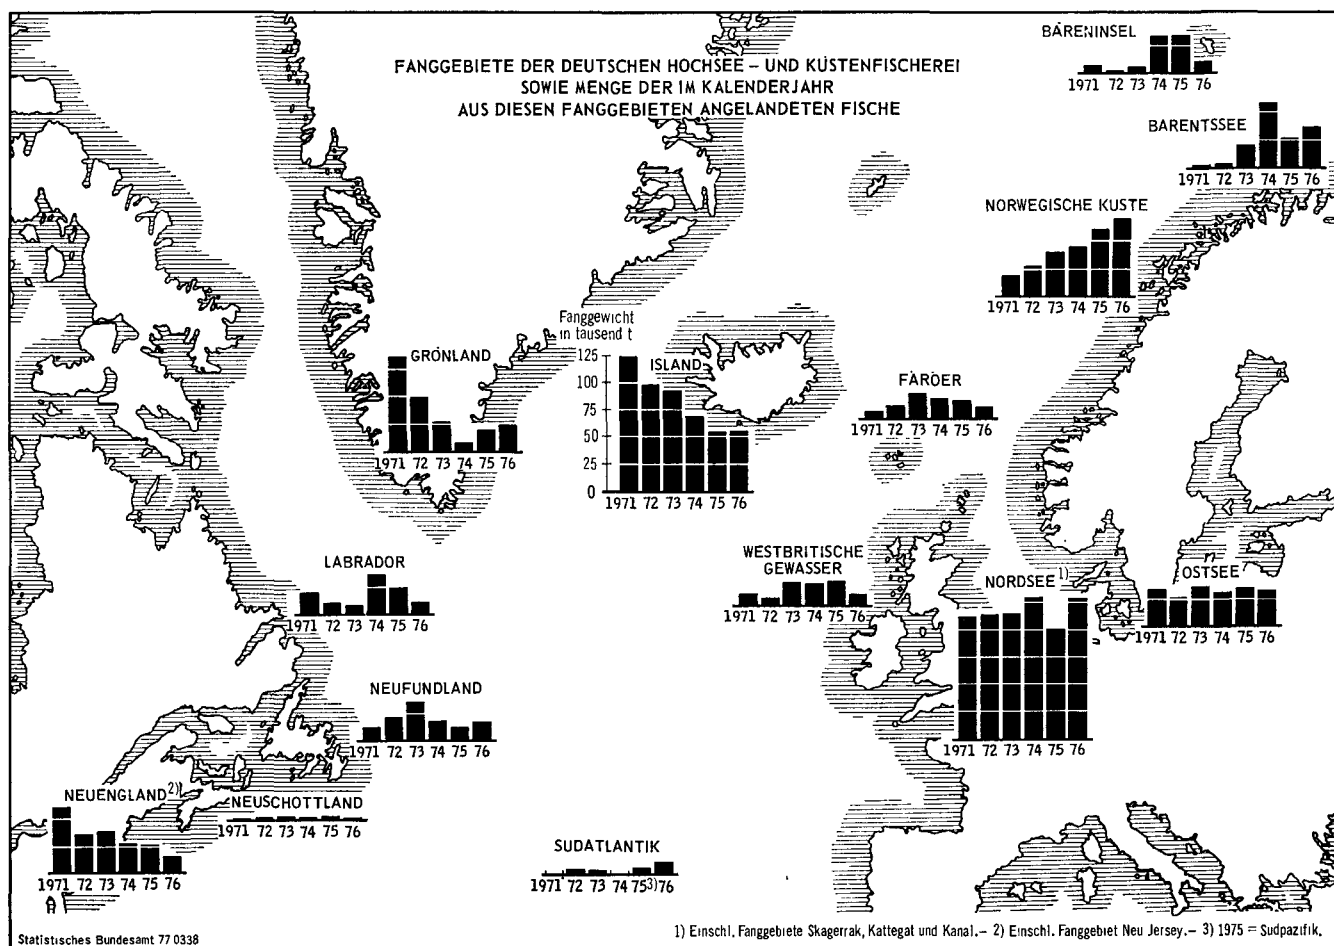 FANGGEBIETE DER DEUTSCHEN HOCHSEE – UND KÜSTENFISCHEREI
SOWIE MENGE DER IM KALENDERJAHR
AUS DIESEN FANGGEBIETEN ANGELANDETEN FISCHE
BÄRENINSEL
1971 72 73 74 75 76
BARENTSSEE
1971 72 73 74 75 76
NORWEGISCHE KÜSTE
1971 72 73 74 75 76
GRÖNLAND
1971 72 73 74 75 76
Fanggewicht
in tausend t
125
100
75
50
25
0
ISLAND
1971 72 73 74 75 76
FÄRÖER
1971 72 73 74 75 76
LABRADOR
1971 72 73 74 75 76
WESTBRITISCHE
GEWÄSSER
1971 72 73 74 75 76
NORDSEE 1)
1971 72 73 74 75 76
OSTSEE
1971 72 73 74 75 76
NEUFUNDLAND
1971 72 73 74 75 76
NEUENGLAND 2)
1971 72 73 74 75 76
NEUSCHOTTLAND
1971 72 73 74 75 76
SÜDATLANTIK
1971 72 73 74 75 3) 76
1) Einschl. Fanggebiete Skagerrak, Kattegat und Kanal.– 2) Einschl. Fanggebiet Neu Jersey.– 3) 1975 = Südpazifik.
Statistisches Bundesamt 77 0338